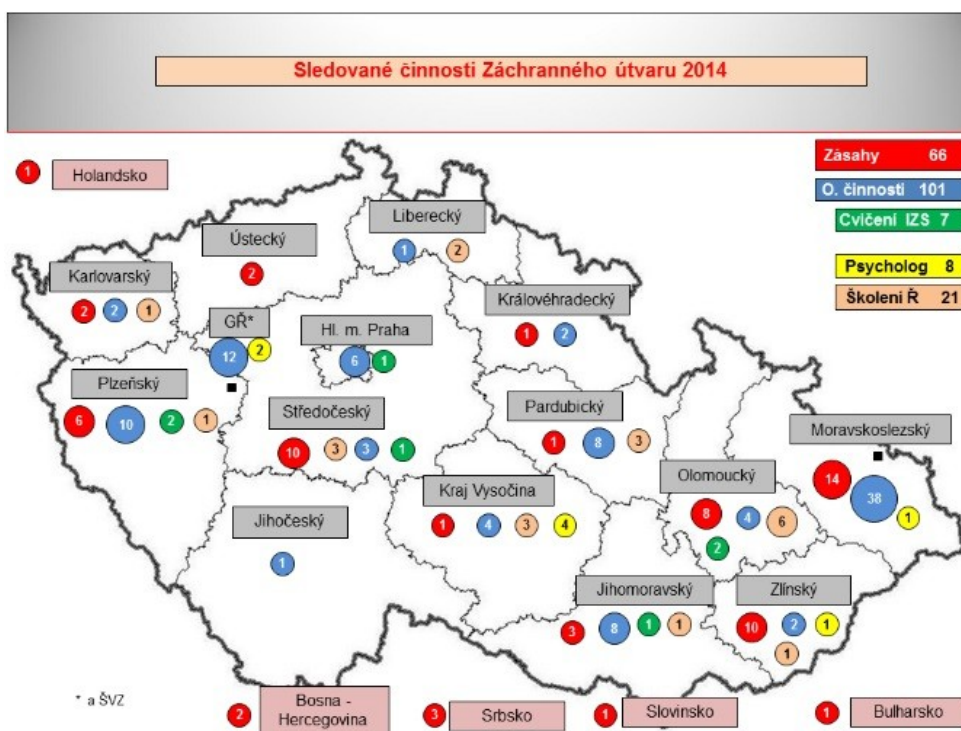 Sledované činnosti Záchranného útvaru 2014
1 Holandsko
Zásahy 66
O. činnosti 101
Cvičení IZS 7
Psycholog 8
Školení Ř 21
Liberecký
1 2
Ústecký
2
Karlovarský
2 2 1
Královéhradecký
1 2
GŘ*
12 2
Hl. m. Praha
6 1
Plzeňský
6 10 2 1
Středočeský
10 3 3 1
Pardubický
1 8 3
Moravskoslezský
14 38 1
Olomoucký
8 4 6
2
Kraj Vysočina
1 4 3 4
Jihočeský
1
Jihomoravský
3 8 1 1
Zlínský
10 2 1
1
* a ŠVZ
2 Bosna -
Hercegovina
3 Srbsko
1 Slovinsko
1 Bulharsko